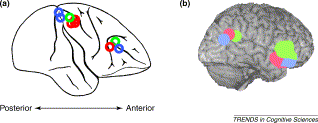 (a)
(b)
Posterior
Anterior
TRENDS in Cognitive Sciences